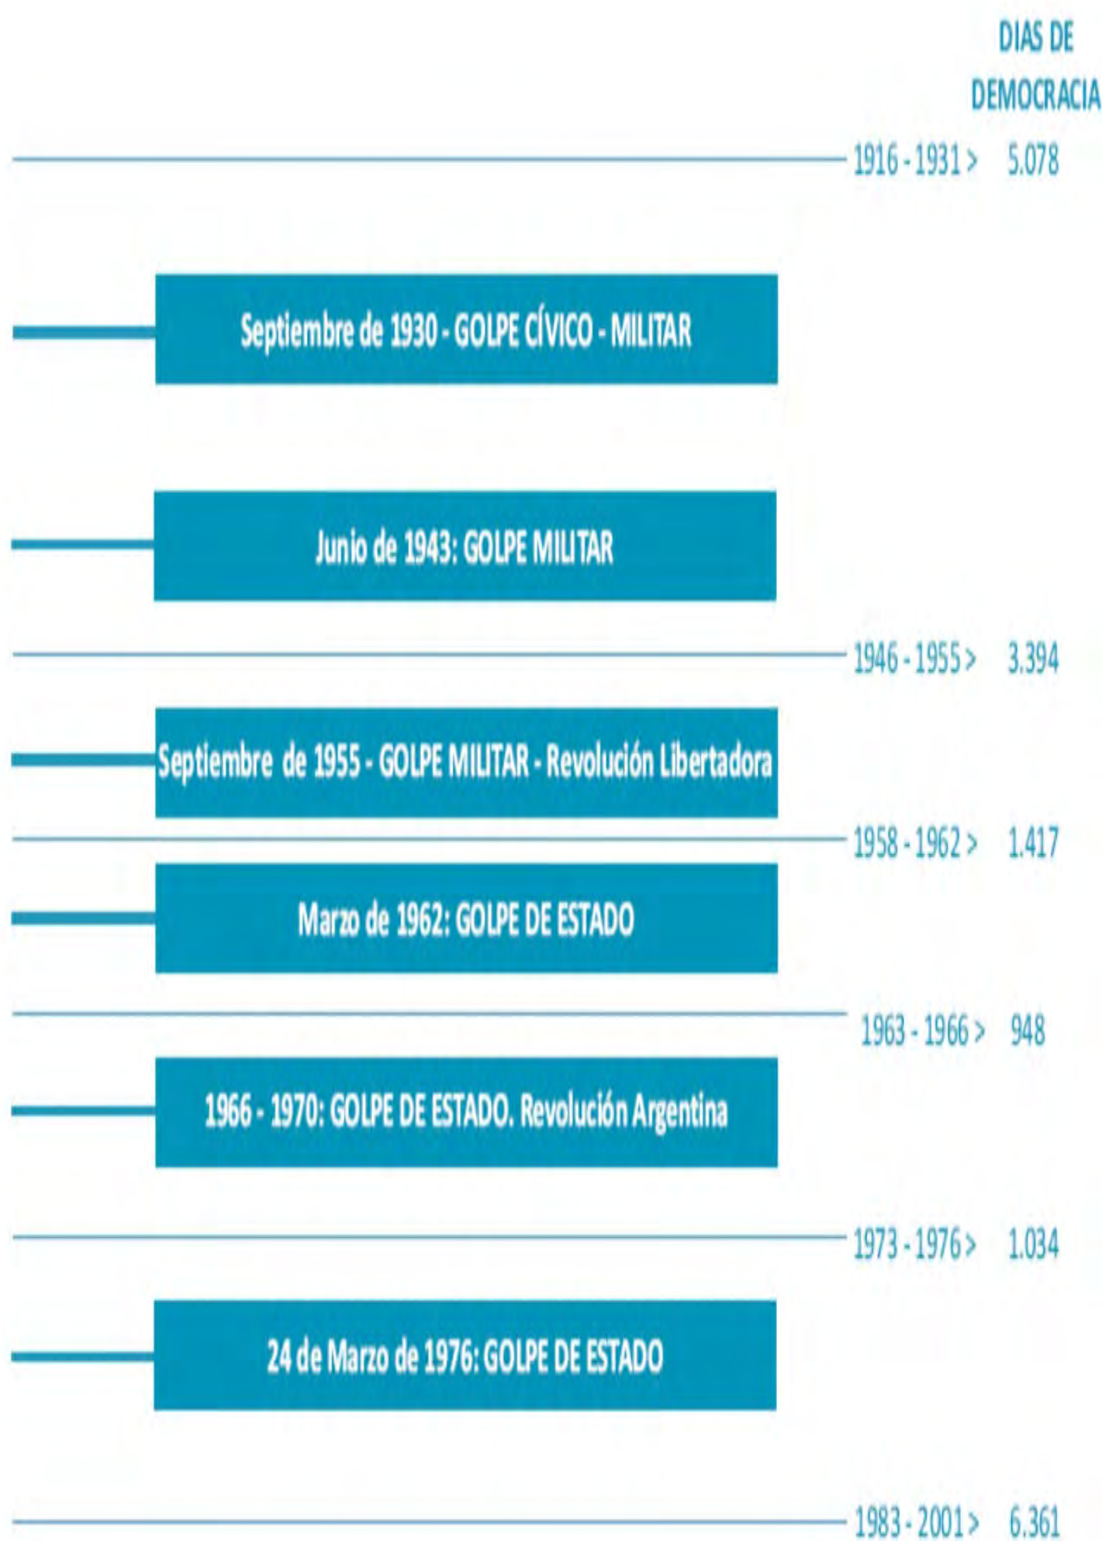 DIAS DE
DEMOCRACIA
1916 - 1931 > 5.078
Septiembre de 1930 - GOLPE CÍVICO - MILITAR
Junio de 1943: GOLPE MILITAR
1946 - 1955 > 3.394
Septiembre de 1955 - GOLPE MILITAR - Revolución Libertadora
1958 - 1962 > 1.417
Marzo de 1962: GOLPE DE ESTADO
1963 - 1966 > 948
1966 - 1970: GOLPE DE ESTADO. Revolución Argentina
1973 - 1976 > 1.034
24 de Marzo de 1976: GOLPE DE ESTADO
1983 - 2001 > 6.361